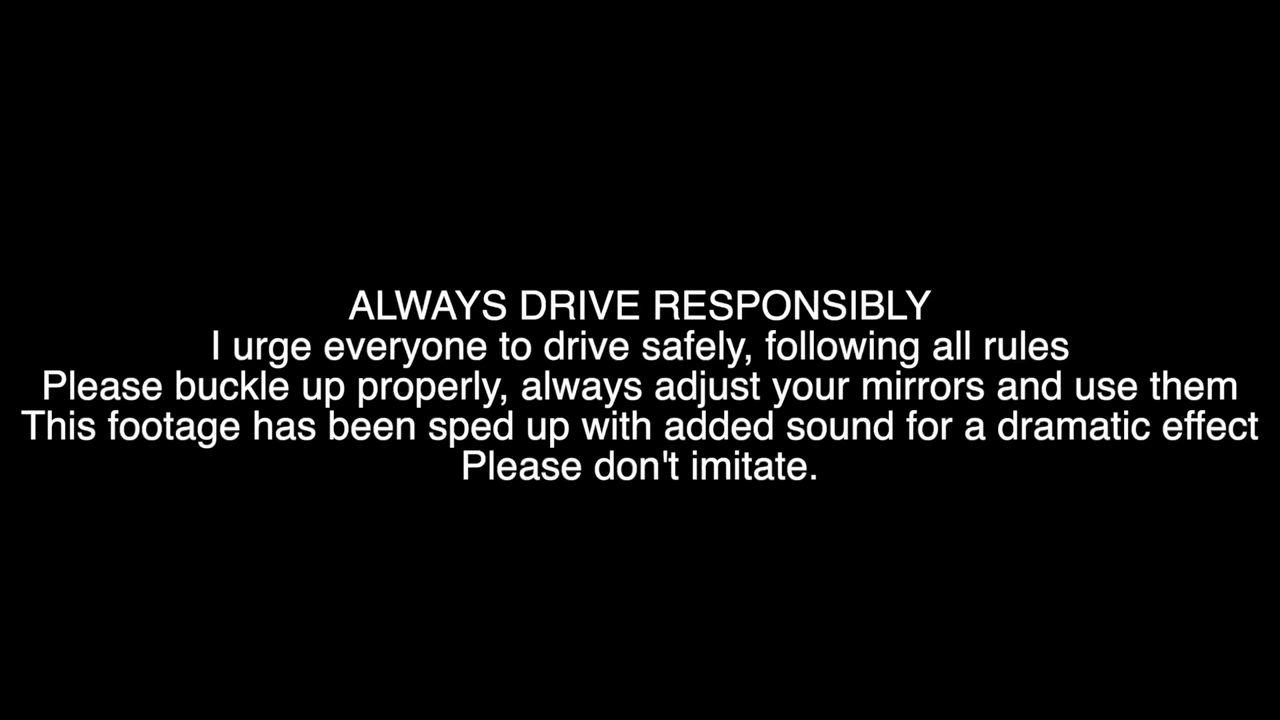 ALWAYS DRIVE RESPONSIBLY
I urge everyone to drive safely, following all rules
Please buckle up properly, always adjust your mirrors and use them
This footage has been sped up with added sound for a dramatic effect
Please don't imitate.